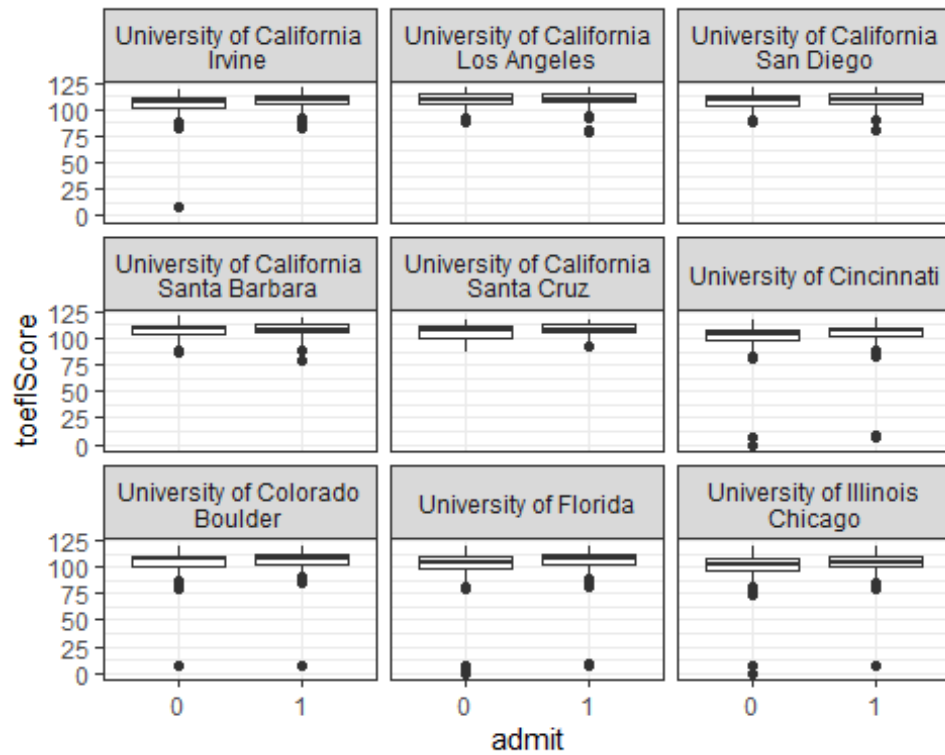 University of California
Irvine
University of California
Los Angeles
University of California
San Diego
125
100
75
50
25
0
University of California
Santa Barbara
University of California
Santa Cruz
University of Cincinnati
125
100
75
50
25
0
toeflScore
University of Colorado
Boulder
University of Florida
University of Illinois
Chicago
125
100
75
50
25
0
0 1 0 1 0 1
admit